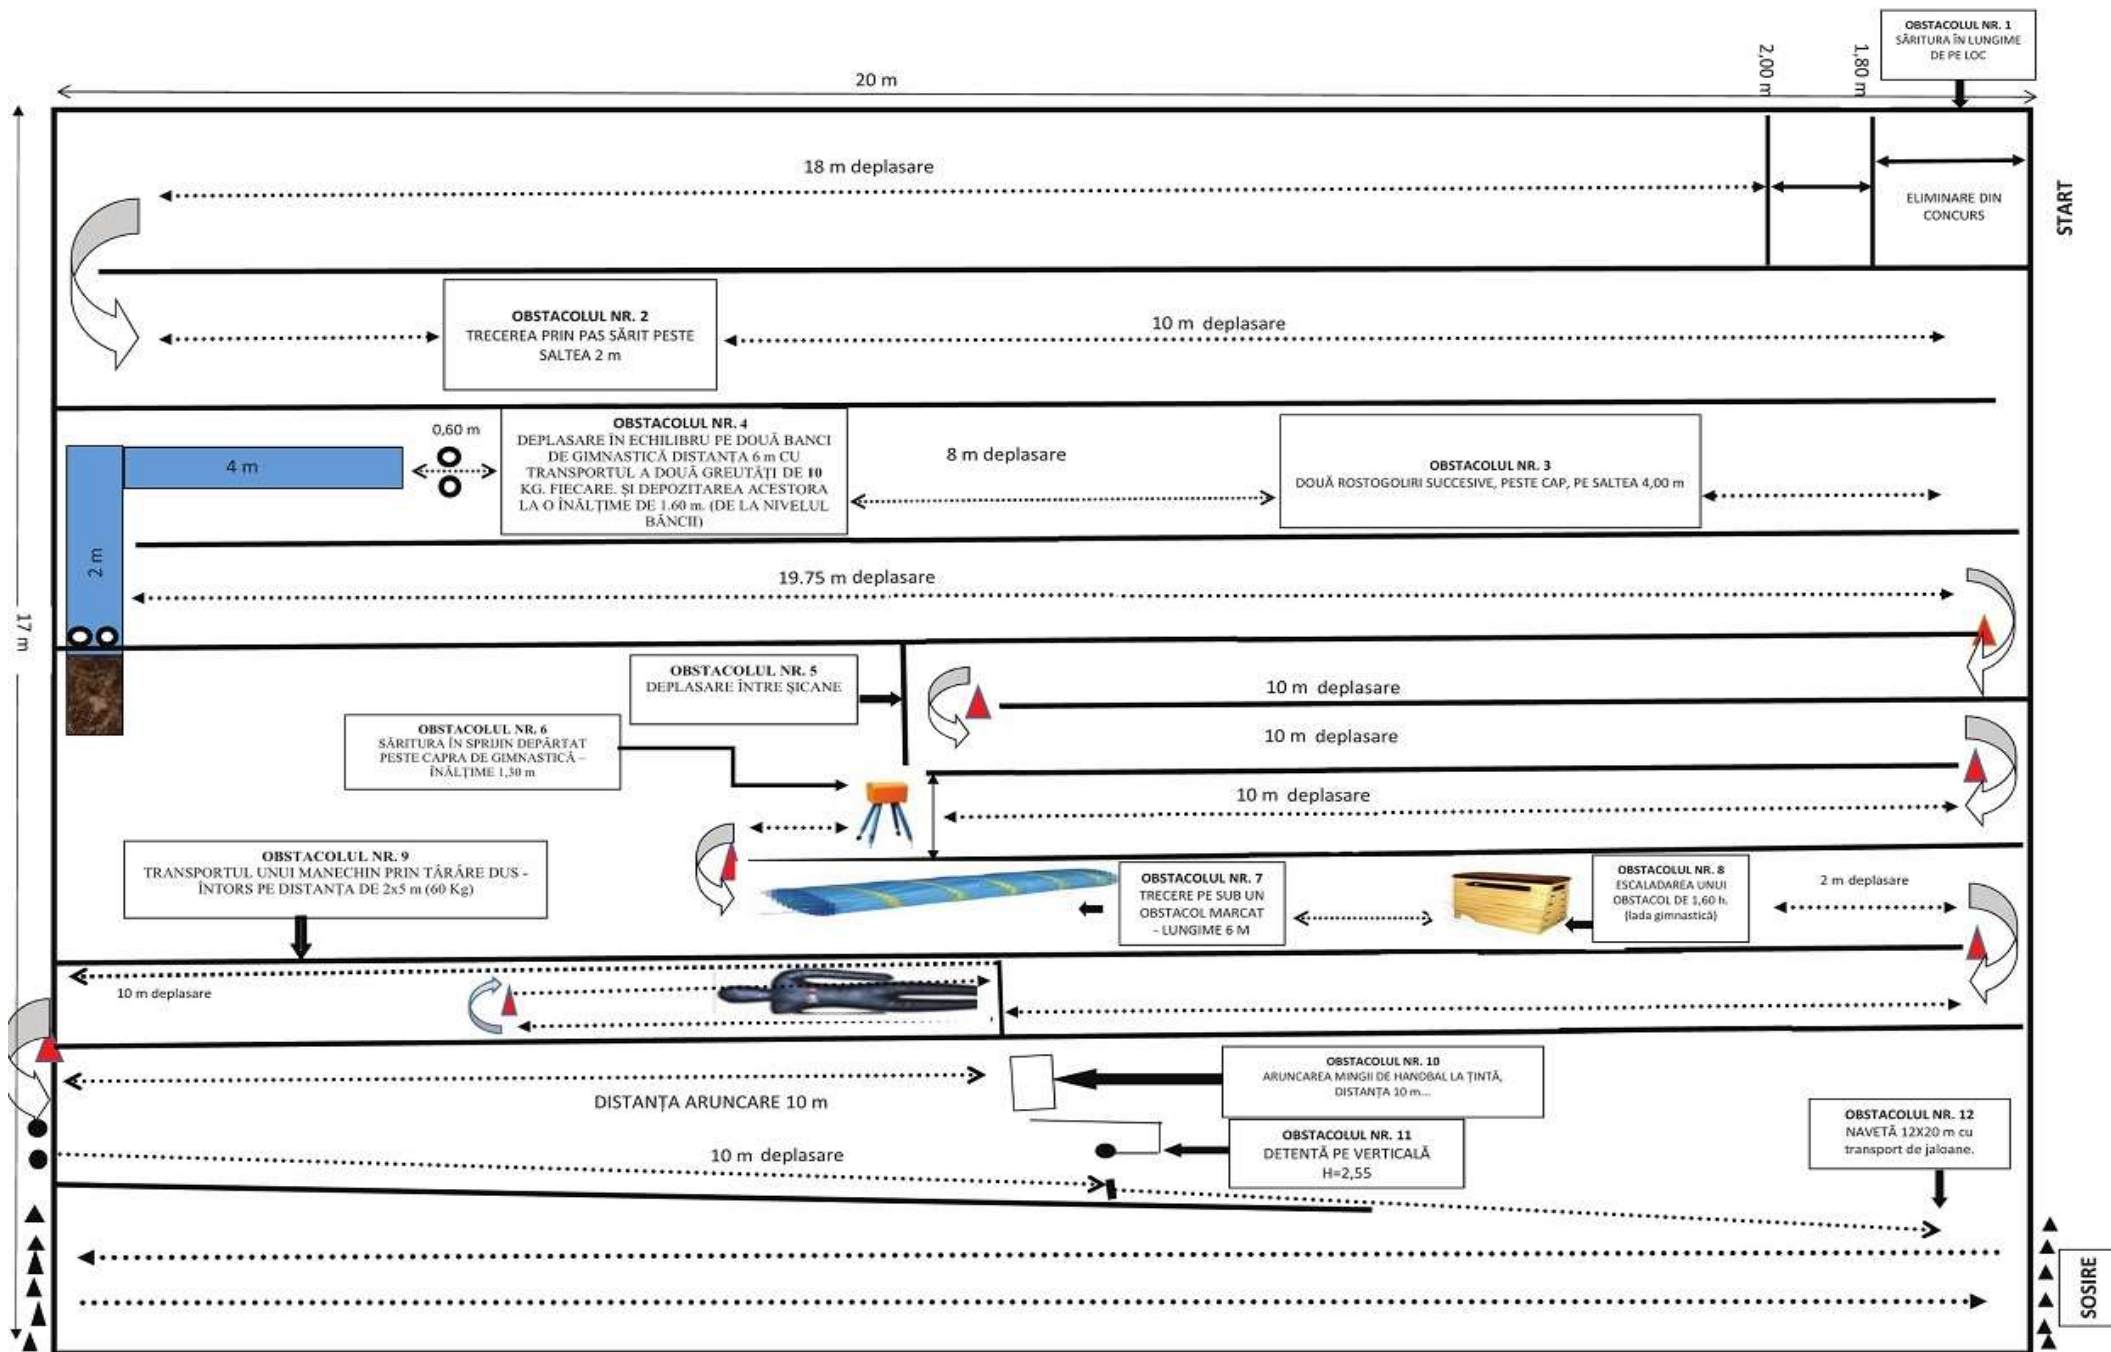 OBSTACOLUL NR. 1
SĂRITURA ÎN LUNGIME
DE PE LOC
2,00 m
1,80 m
20 m
18 m deplasare
ELIMINARE DIN
CONCURS
START
OBSTACOLUL NR. 2
TRECEREA PRIN PAS SĂRIT PESTE
SALTEA 2 m
10 m deplasare
4 m
0,60 m
OBSTACOLUL NR. 4
DEPLASARE ÎN ECHILIBRU PE DOUĂ BANCI
DE GIMNASTICĂ DISTANȚA 6 m CU
TRANSPORTUL A DOUĂ GREUTĂȚI DE 10
KG. FIECARE. ȘI DEPOZITAREA ACESTORA
LA O ÎNĂLȚIME DE 1.60 m. (DE LA NIVELUL
BĂNCII)
8 m deplasare
OBSTACOLUL NR. 3
DOUĂ ROSTOGOLIRI SUCCESIVE, PESTE CAP, PE SALTEA 4,00 m
2 m
19.75 m deplasare
17 m
OBSTACOLUL NR. 5
DEPLASARE ÎNTRE ȘICANE
10 m deplasare
OBSTACOLUL NR. 6
SĂRITURA ÎN SPRIJIN DEPĂRTAT
PESTE CAPRA DE GIMNASTICĂ –
ÎNĂLȚIME 1,30 m
10 m deplasare
10 m deplasare
OBSTACOLUL NR. 9
TRANSPORTUL UNUI MANECHIN PRIN TÂRÂRE DUS -
ÎNTORS PE DISTANȚA DE 2x5 m (60 Kg)
OBSTACOLUL NR. 7
TRECERE PE SUB UN
OBSTACOL MARCAT
- LUNGIME 6 M
OBSTACOLUL NR. 8
ESCALADAREA UNUI
OBSTACOL DE 1,60 h.
(lada gimnastică)
2 m deplasare
10 m deplasare
DISTANȚA ARUNCARE 10 m
OBSTACOLUL NR. 10
ARUNCAREA MINGII DE HANDBAL LA ȚINTĂ,
DISTANȚA 10 m...
OBSTACOLUL NR. 11
DETENTĂ PE VERTICALĂ
H=2,55
OBSTACOLUL NR. 12
NAVETĂ 12X20 m cu
transport de jaloane.
10 m deplasare
SOSIRE